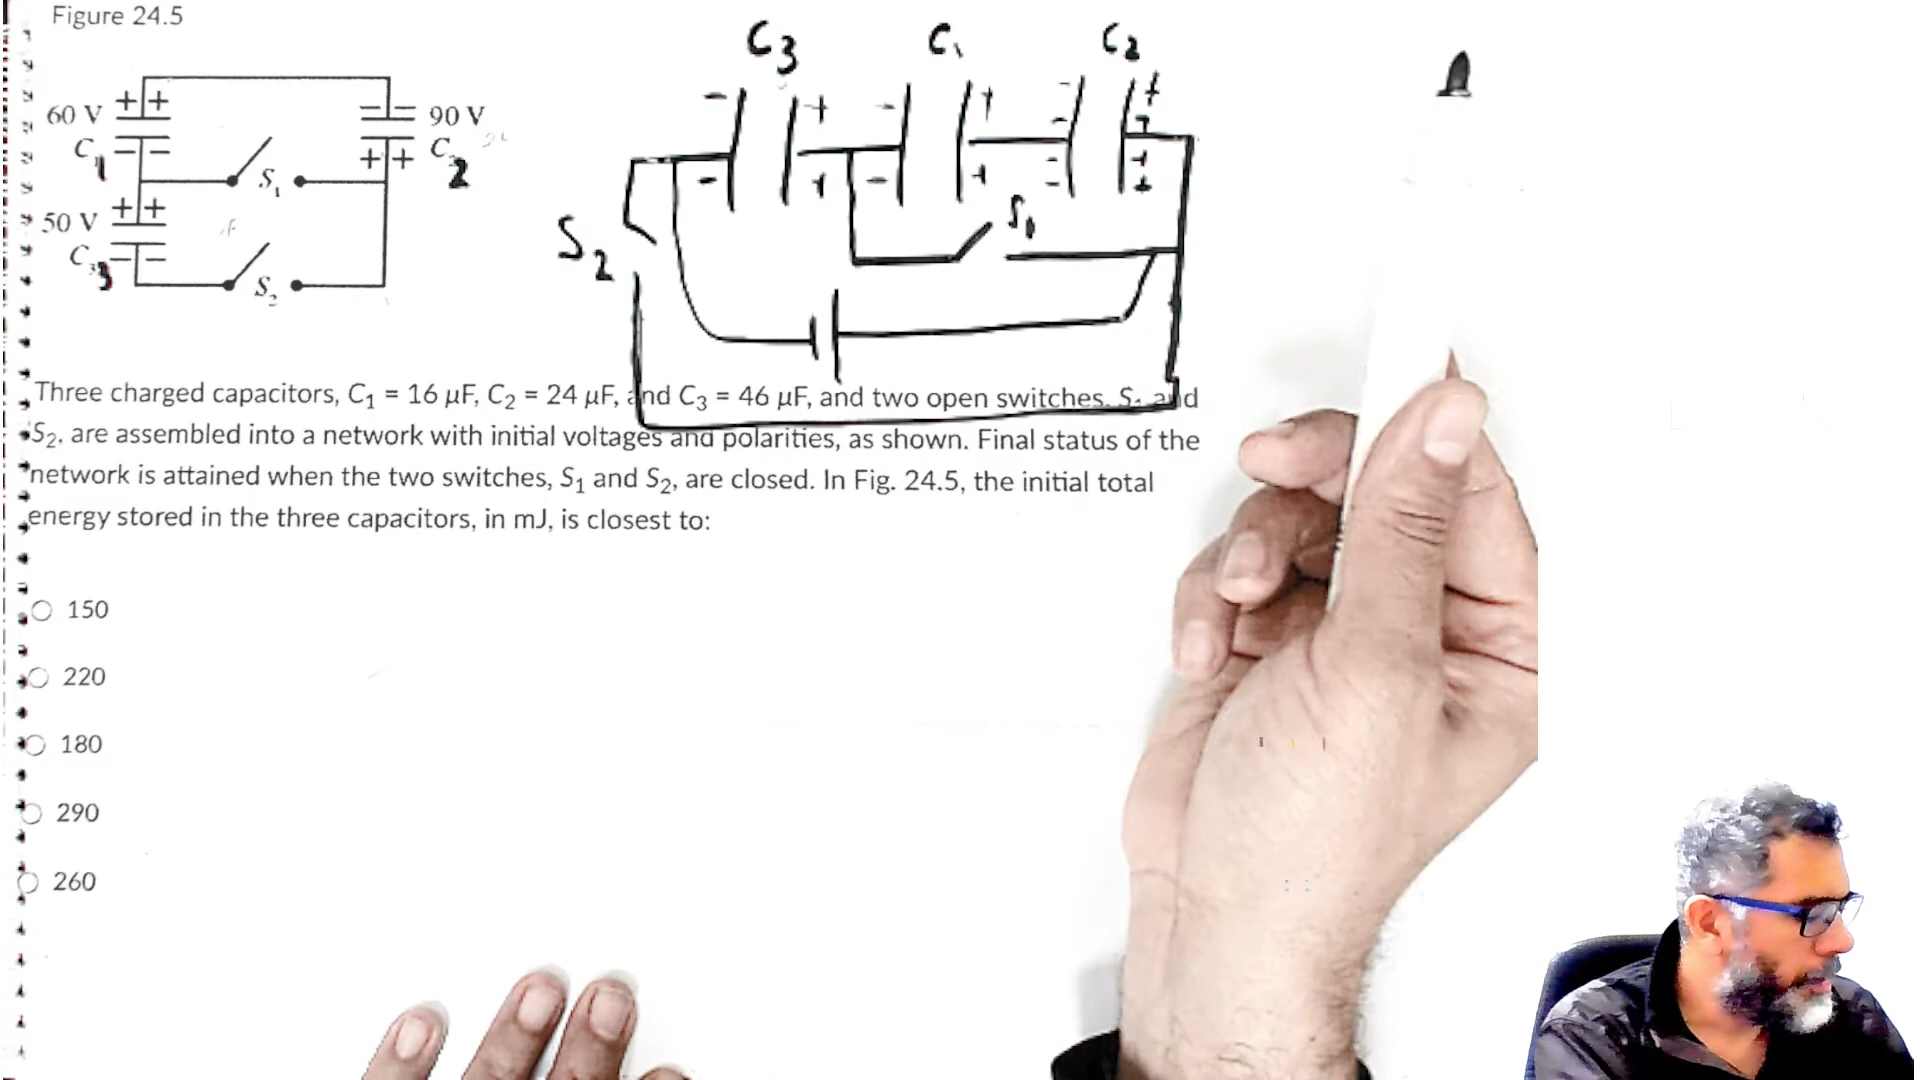 Figure 24.5
C3 C1 C2
60 V
C1
S1
90 V
C2
50 V
C3
S2
S2
S1
Three charged capacitors, C1 = 16 μF, C2 = 24 μF, and C3 = 46 μF, and two open switches. S1 and
S2, are assembled into a network with initial voltages and polarities, as shown. Final status of the
network is attained when the two switches, S1 and S2, are closed. In Fig. 24.5, the initial total
energy stored in the three capacitors, in mJ, is closest to:
150
220
180
290
260